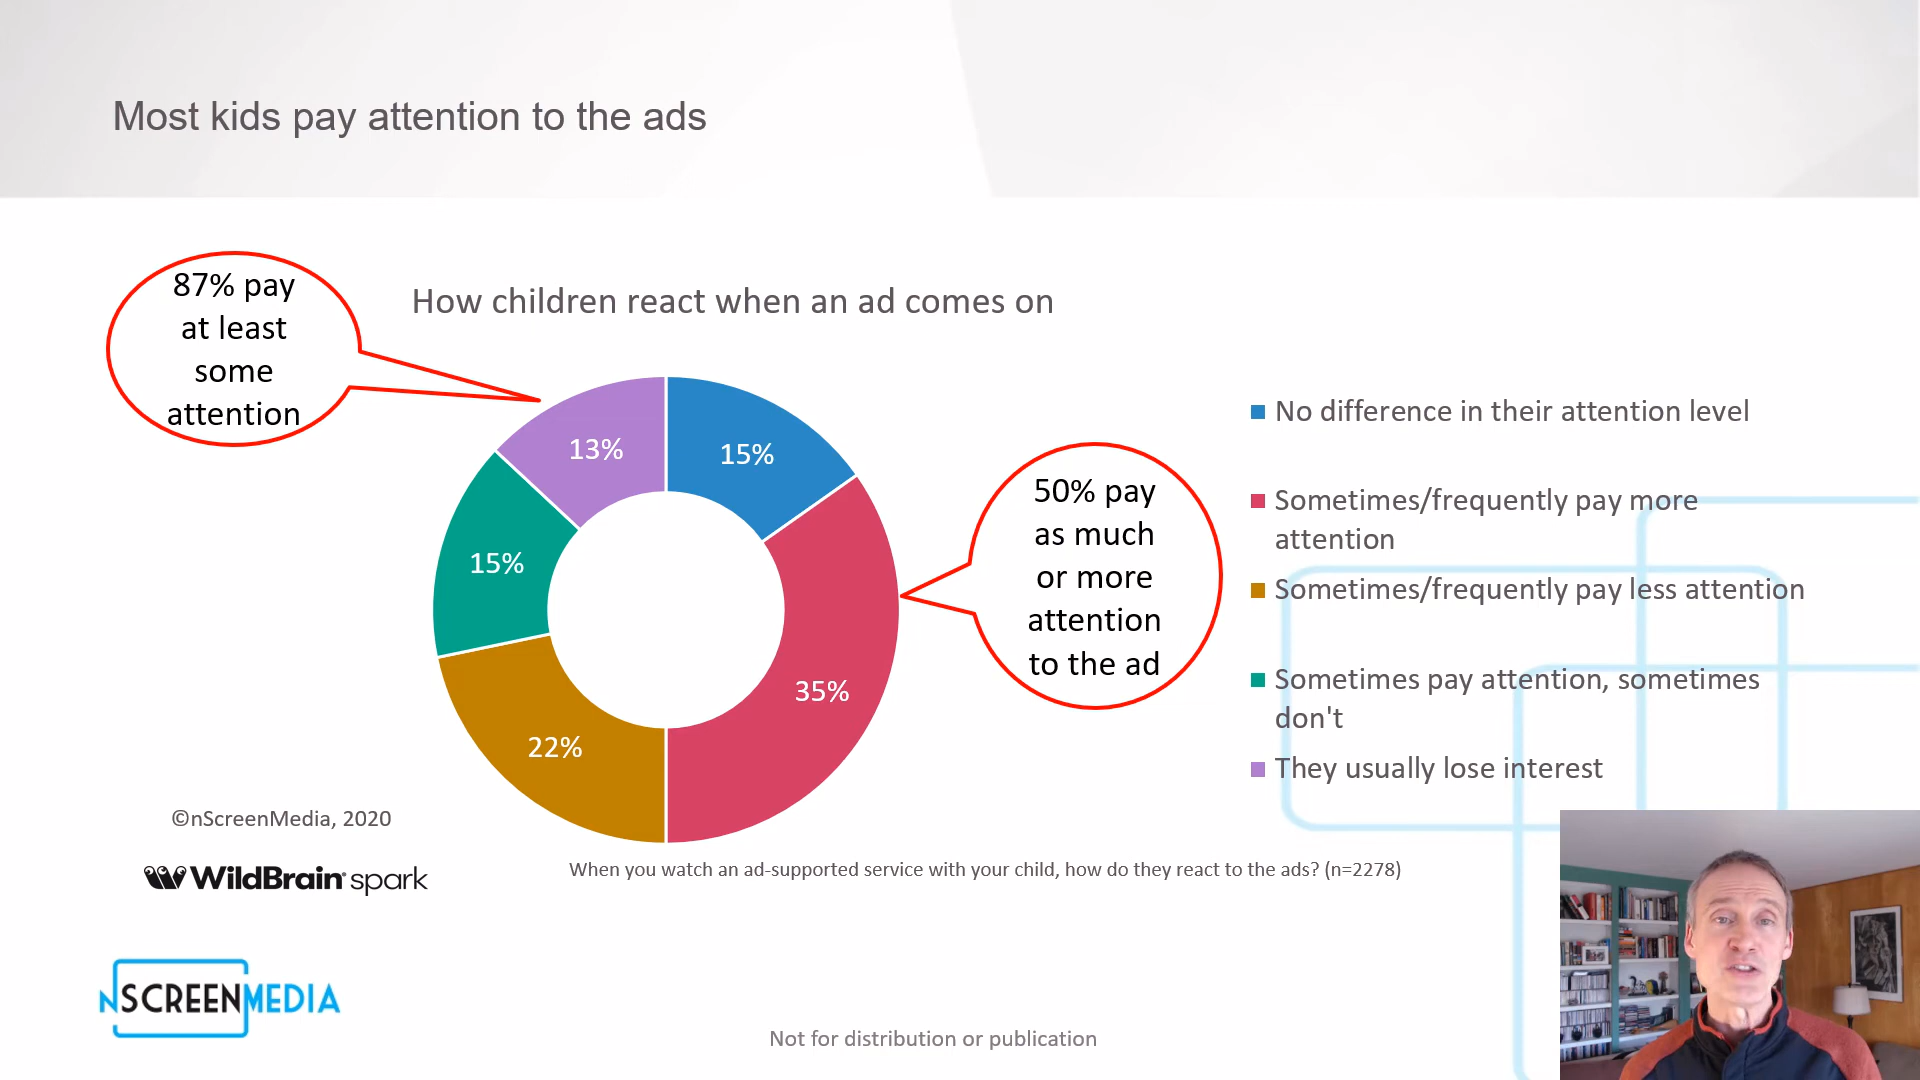 Most kids pay attention to the ads
87% pay
at least
some
attention
How children react when an ad comes on
13%
15%
15%
35%
22%
50% pay
as much
or more
attention
to the ad
No difference in their attention level
Sometimes/frequently pay more
attention
Sometimes/frequently pay less attention
Sometimes pay attention, sometimes
don't
They usually lose interest
©nScreenMedia, 2020
WildBrain spark
When you watch an ad-supported service with your child, how do they react to the ads? (n=2278)
nSCREENMEDIA
Not for distribution or publication